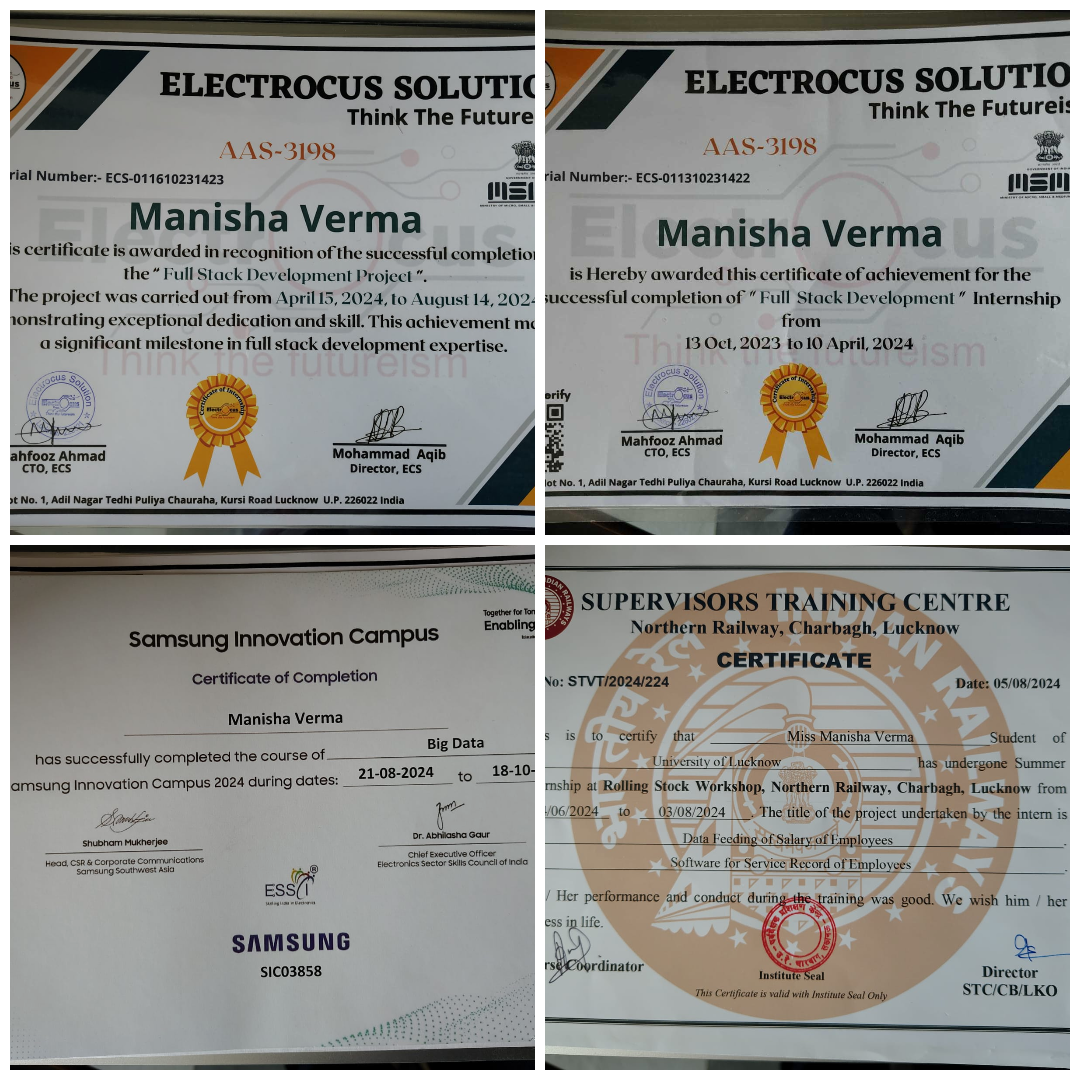 ELECTROCUS SOLUTIO
Think The Future
AAS-3198
rial Number:- ECS-011610231423
Manisha Verma
is certificate is awarded in recognition of the successful completion
the " Full Stack Development Project ".
The project was carried out from April 15, 2024, to August 14, 2024
monstrating exceptional dedication and skill. This achievement ma
a significant milestone in full stack development expertise.
Electrocus
Think the futureism
Electrocus Solution
Certificate of Internship
ahfooz Ahmad
CTO, ECS
Mohammad Aqib
Director, ECS
ot No. 1, Adil Nagar Tedhi Puliya Chauraha, Kursi Road Lucknow U.P. 226022 India
ELECTROCUS SOLUTIO
Think The Futureis
AAS-3198
rial Number:- ECS-011310231422
Manisha Verma
is Hereby awarded this certificate of achievement for the
successful completion of " Full Stack Development " Internship
from
13 Oct, 2023 to 10 April, 2024
Electrocus
Think the futureism
erify
Electrocus Solution
Certificate of Internship
Mahfooz Ahmad
CTO, ECS
Mohammad Aqib
Director, ECS
lot No. 1, Adil Nagar Tedhi Puliya Chauraha, Kursi Road Lucknow U.P. 226022 India
Together for Tom
Enabling
Samsung Innovation Campus
Certificate of Completion
Manisha Verma
has successfully completed the course of Big Data
amsung Innovation Campus 2024 during dates: 21-08-2024 to 18-10-
Shubham Mukherjee
Head, CSR & Corporate Communications
Samsung Southwest Asia
Dr. Abhilasha Gaur
Chief Executive Officer
Electronics Sector Skills Council of India
ESSCI
SAMSUNG
SIC03858
SUPERVISORS TRAINING CENTRE
Northern Railway, Charbagh, Lucknow
CERTIFICATE
No: STVT/2024/224
Date: 05/08/2024
s is to certify that Miss Manisha Verma Student of
University of Lucknow has undergone Summer
rnship at Rolling Stock Workshop, Northern Railway, Charbagh, Lucknow from
/06/2024 to 03/08/2024 . The title of the project undertaken by the intern is
Data Feeding of Salary of Employees.
Software for Service Record of Employees.
/ Her performance and conduct during the training was good. We wish him / her
ess in life.
rse Coordinator
Institute Seal
Director
STC/CB/LKO
This Certificate is valid with Institute Seal Only
भारतीय रेल
INDIAN RAILWAYS